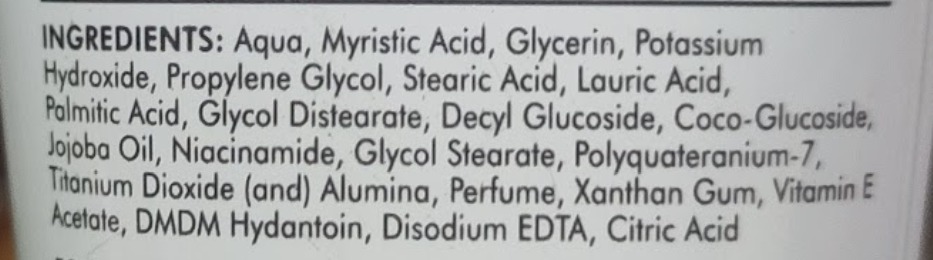 INGREDIENTS: Aqua, Myristic Acid, Glycerin, Potassium
Hydroxide, Propylene Glycol, Stearic Acid, Lauric Acid,
Palmitic Acid, Glycol Distearate, Decyl Glucoside, Coco-Glucoside,
Jojoba Oil, Niacinamide, Glycol Stearate, Polyquateranium-7,
Titanium Dioxide (and) Alumina, Perfume, Xanthan Gum, Vitamin E
Acetate, DMDM Hydantoin, Disodium EDTA, Citric Acid